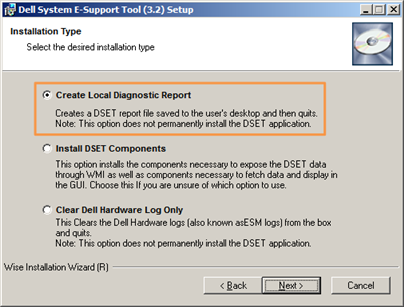 Dell System E-Support Tool (3.2) Setup
Installation Type
Select the desired installation type
Create Local Diagnostic Report
Creates a DSET report file saved to the user's desktop and then quits.
Note: This option does not permanently install the DSET application.
Install DSET Components
This option installs the components necessary to expose the DSET data
through WMI as well as components necessary to fetch data and display in
the GUI. Choose this If you are unsure of which option to use.
Clear Dell Hardware Log Only
This Clears the Dell Hardware logs (also known asESM logs) from the box
and quits.
Note: This option does not permanently install the DSET application.
Wise Installation Wizard (R)
< Back Next > Cancel